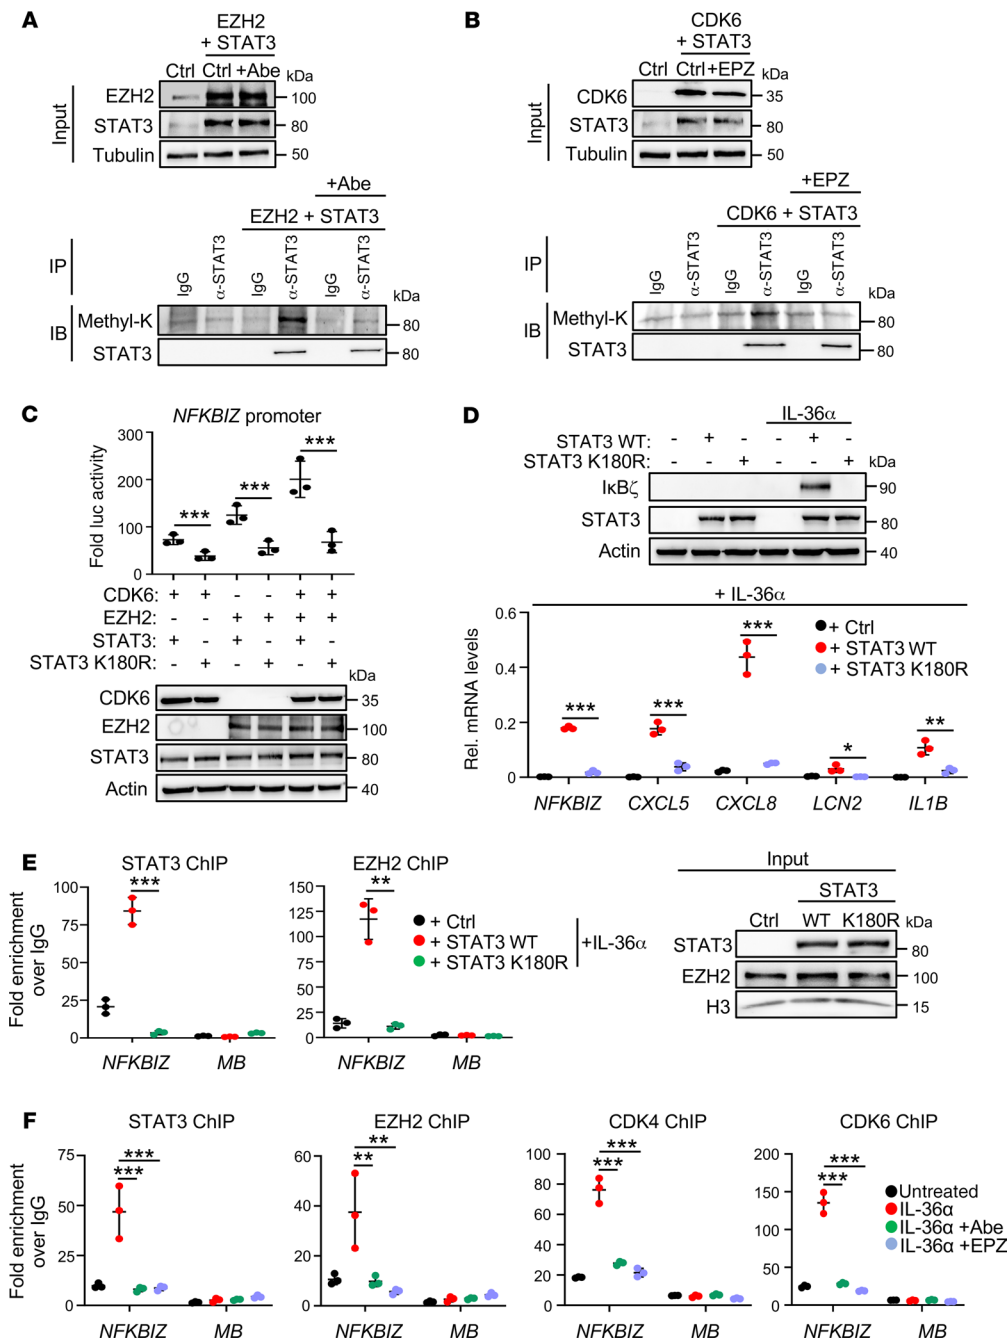 A
EZH2
+ STAT3
Ctrl Ctrl +Abe kDa
Input
EZH2 100
STAT3 80
Tubulin 50
+Abe
EZH2 + STAT3
IP
IgG α-STAT3 IgG α-STAT3 IgG α-STAT3
kDa
IB
Methyl-K 80
STAT3 80
B
CDK6
+ STAT3
Ctrl Ctrl +EPZ kDa
Input
CDK6 35
STAT3 80
Tubulin 50
+EPZ
CDK6 + STAT3
IP
IgG α-STAT3 IgG α-STAT3 IgG α-STAT3
kDa
IB
Methyl-K 80
STAT3 80
C
NFKBIZ promoter
Fold luc activity
300
200
100
0
*** *** ***
CDK6: + + - - + +
EZH2: - - + + + +
STAT3: + - + - + -
STAT3 K180R: - + - + - +
kDa
CDK6 35
EZH2 100
STAT3 80
Actin 40
D
IL-36α
STAT3 WT: - + - - + -
STAT3 K180R: - - + - - +
kDa
IκBζ 90
STAT3 80
Actin 40
+ IL-36α
Rel. mRNA levels
0.6
0.4
0.2
0
*** *** *** * **
+ Ctrl
+ STAT3 WT
+ STAT3 K180R
NFKBIZ CXCL5 CXCL8 LCN2 IL1B
E
STAT3 ChIP
Fold enrichment
over IgG
100
75
50
25
0
***
NFKBIZ MB
EZH2 ChIP
150
125
100
75
50
25
0
**
NFKBIZ MB
+ Ctrl
+ STAT3 WT
+ STAT3 K180R
+IL-36α
Input
STAT3
Ctrl WT K180R kDa
STAT3 80
EZH2 100
H3 15
F
STAT3 ChIP
Fold enrichment
over IgG
75
50
25
0
***
***
NFKBIZ MB
EZH2 ChIP
60
40
20
0
**
**
NFKBIZ MB
CDK4 ChIP
100
80
60
40
20
0
***
***
NFKBIZ MB
CDK6 ChIP
200
150
100
60
0
***
***
NFKBIZ MB
Untreated
IL-36α
IL-36α +Abe
IL-36α +EPZ